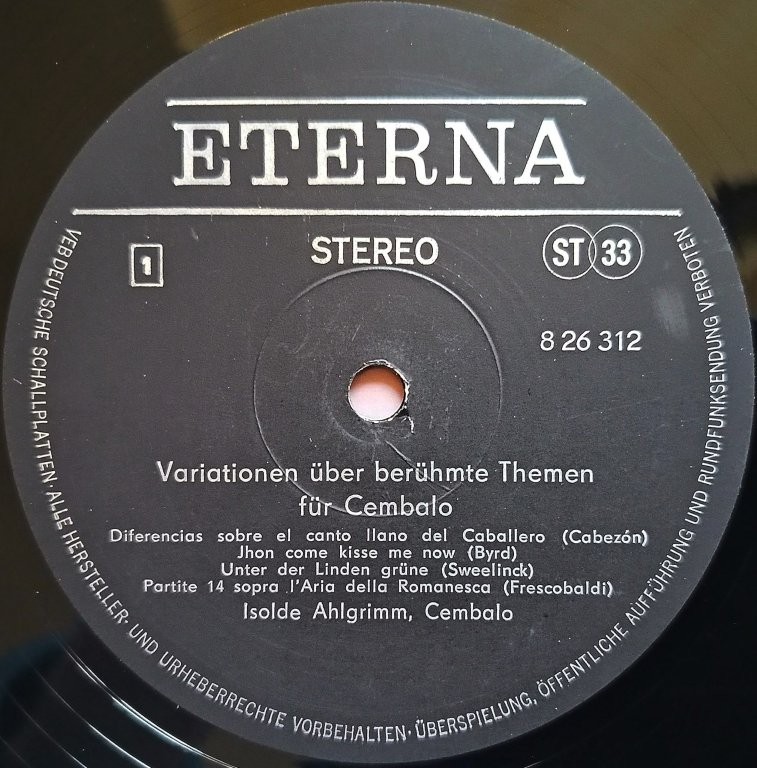 ETERNA
1 STEREO ST 33
8 26 312
Variationen über berühmte Themen
für Cembalo
Diferencias sobre el canto llano del Caballero (Cabezón)
Jhon come kisse me now (Byrd)
Unter der Linden grüne (Sweelinck)
Partite 14 sopra l'Aria della Romanesca (Frescobaldi)
Isolde Ahlgrimm, Cembalo
VEB DEUTSCHE SCHALLPLATTEN · ALLE HERSTELLER- UND URHEBERRECHTE VORBEHALTEN · ÜBERSPIELUNG, ÖFFENTLICHE AUFFÜHRUNG UND RUNDFUNKSENDUNG VERBOTEN